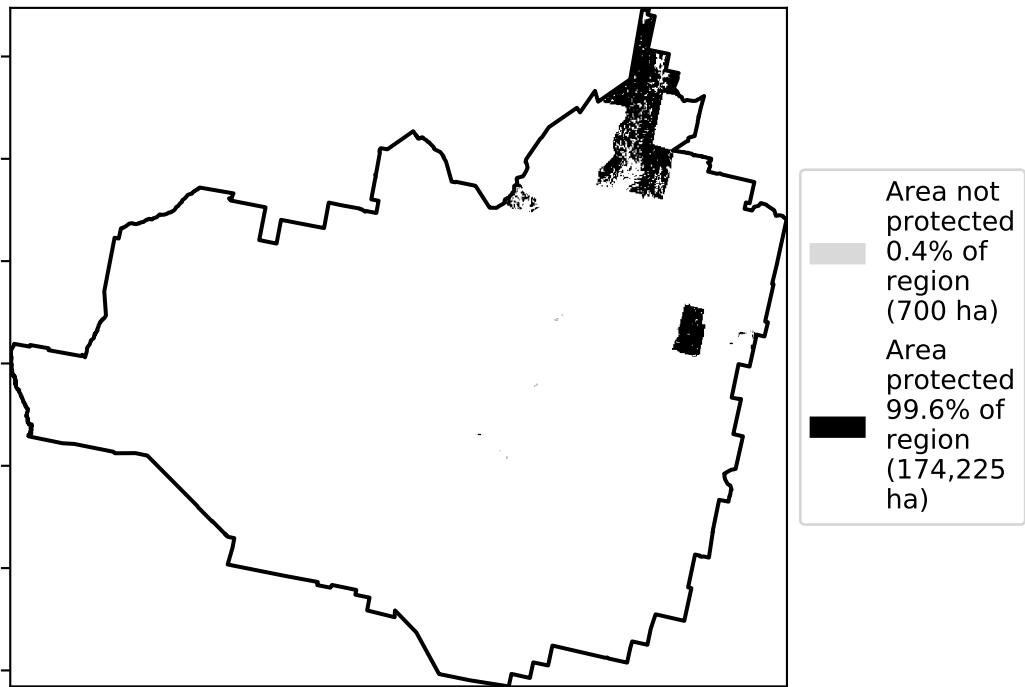 Area not
protected
0.4% of
region
(700 ha)
Area
protected
99.6% of
region
(174,225
ha)